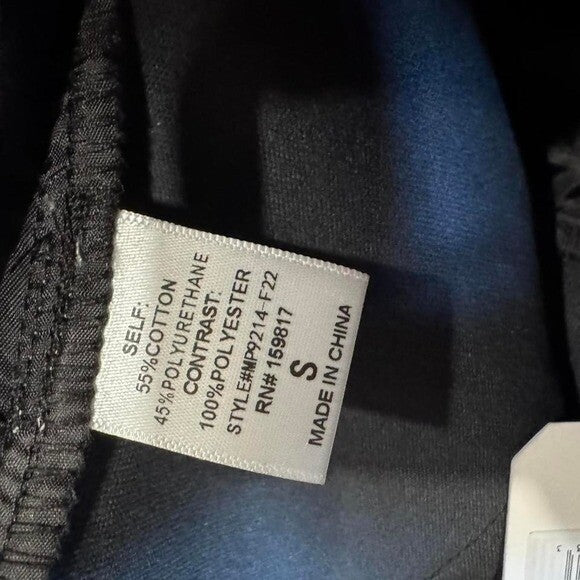 SELF:
55%COTTON
45%POLYURETHANE
CONTRAST:
100%POLYESTER
STYLE#MP9214-F22
RN# 159817
S
MADE IN CHINA